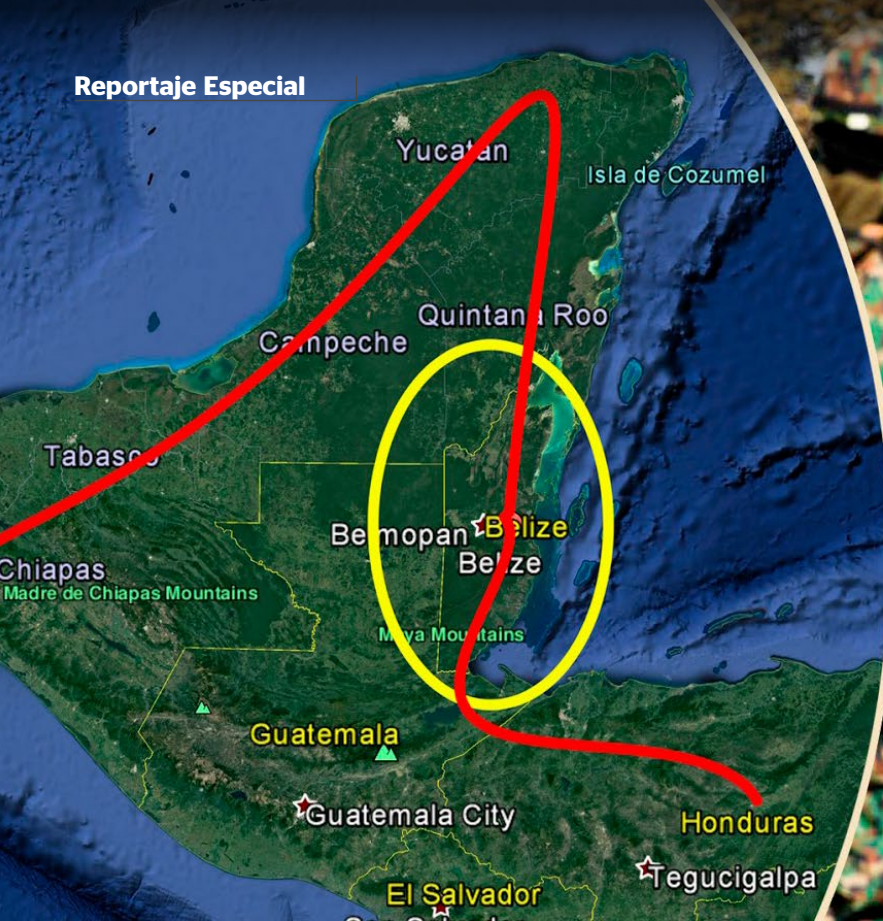 Reportaje Especial
Yucatan
Isla de Cozumel
Quintana Roo
Campeche
Tabasco
Belmopan
Belize
Belize
Chiapas
Madre de Chiapas Mountains
Maya Mountains
Guatemala
Guatemala City
Honduras
Tegucigalpa
El Salvador